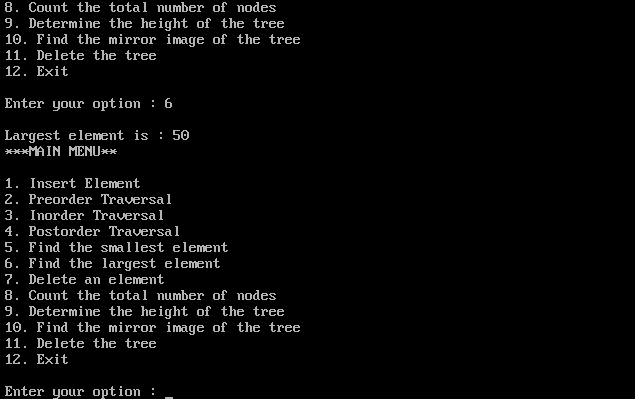 8. Count the total number of nodes
9. Determine the height of the tree
10. Find the mirror image of the tree
11. Delete the tree
12. Exit
Enter your option : 6
Largest element is : 50
***MAIN MENU**
1. Insert Element
2. Preorder Traversal
3. Inorder Traversal
4. Postorder Traversal
5. Find the smallest element
6. Find the largest element
7. Delete an element
8. Count the total number of nodes
9. Determine the height of the tree
10. Find the mirror image of the tree
11. Delete the tree
12. Exit
Enter your option : _